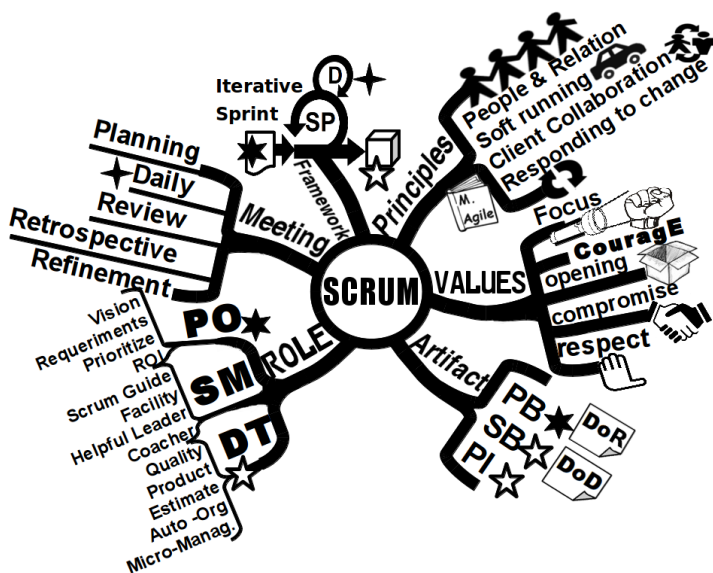 SCRUM
Framework
Iterative
Sprint
D
SP
Principles
People & Relation
Soft running
Client Collaboration
Responding to change
M.
Agile
VALUES
Focus
CouragE
opening
compromise
respect
Artifact
PB
SB
PI
DoR
DoD
ROLE
PO
Vision
Requeriments
Prioritize
ROI
SM
Scrum Guide
Facility
Helpful Leader
Coacher
DT
Quality
Product
Estimate
Auto -Org
Micro-Manag.
Meeting
Planning
Daily
Review
Retrospective
Refinement